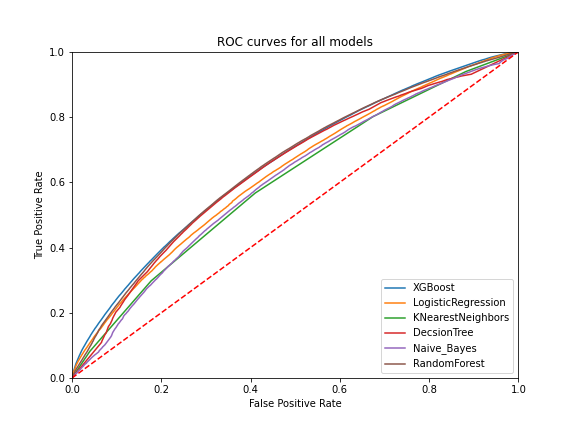 ROC curves for all models
1.0
0.8
0.6
0.4
0.2
0.0
True Positive Rate
XGBoost
LogisticRegression
KNearestNeighbors
DecsionTree
Naive_Bayes
RandomForest
0.0 0.2 0.4 0.6 0.8 1.0
False Positive Rate